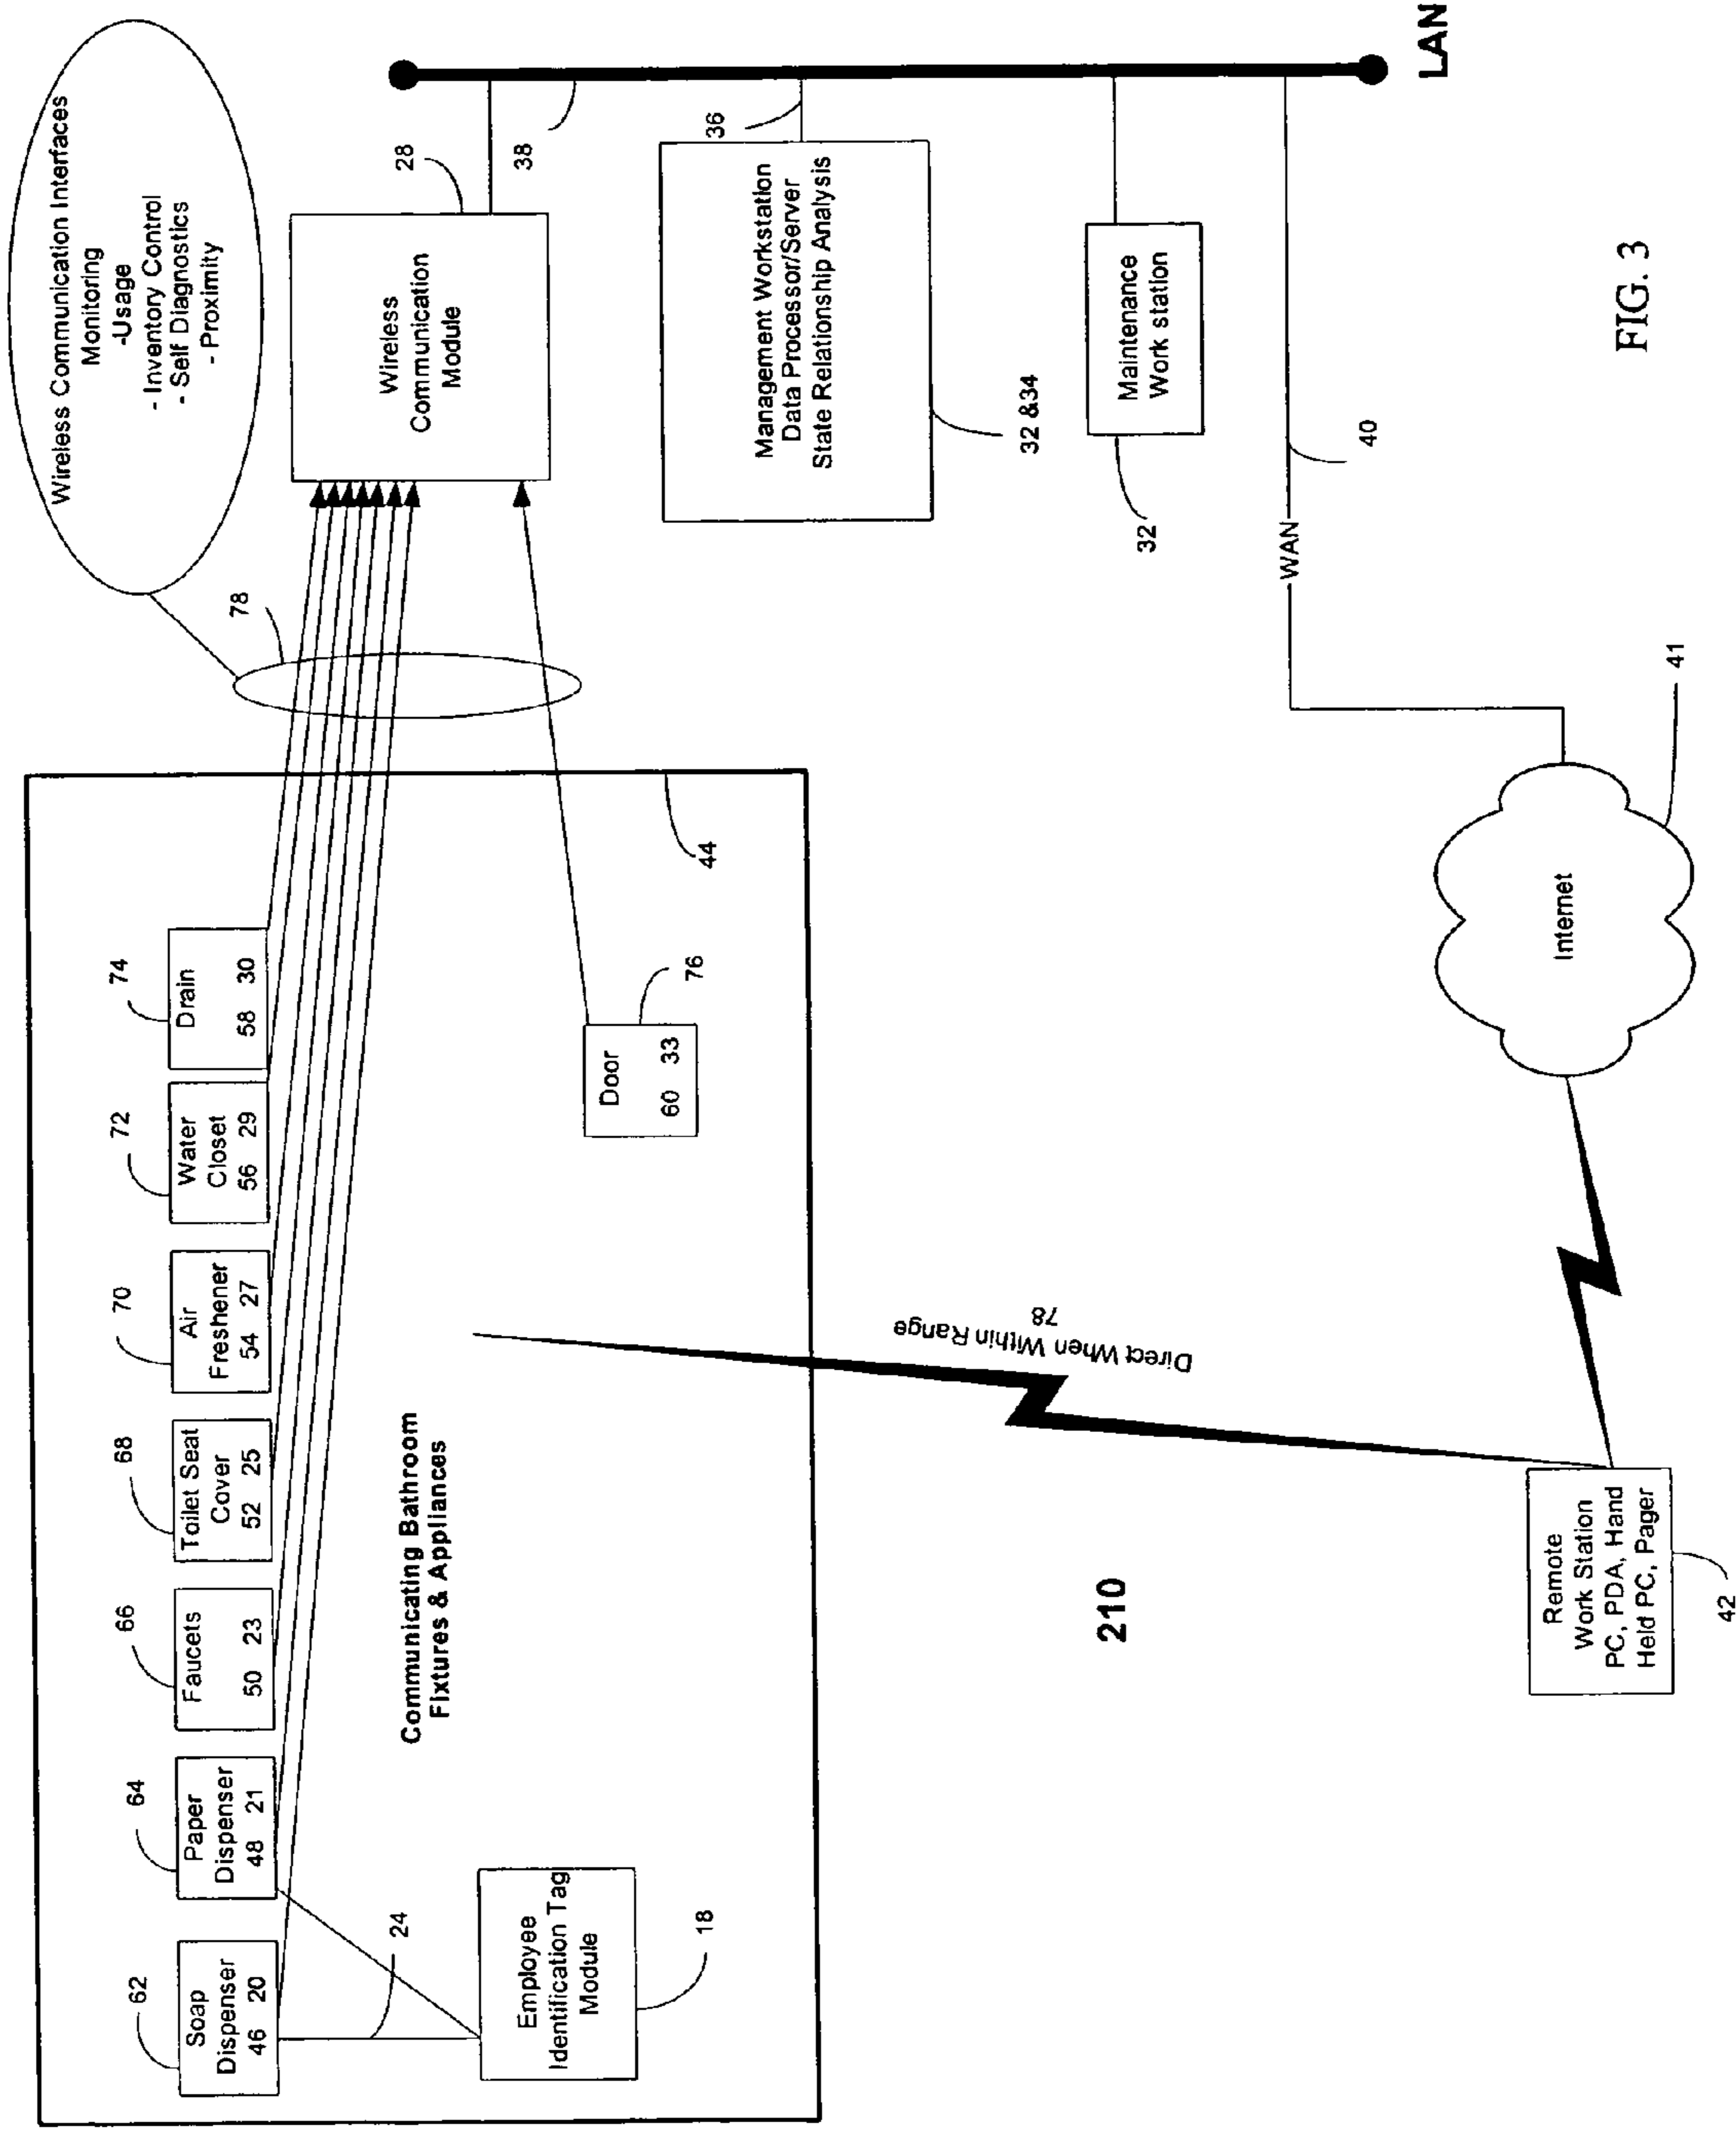 62
Soap
Dispenser
46 20
64
Paper
Dispenser
48 21
66
Faucets
50 23
68
Toilet Seat
Cover
52 25
70
Air
Freshener
54 27
72
Water
Closet
56 29
74
Drain
58 30
Wireless Communication Interfaces
Monitoring
-Usage
- Inventory Control
- Self Diagnostics
- Proximity
78
24
Employee
Identification Tag
Module
18
Communicating Bathroom
Fixtures & Appliances
Door
60 33
76
44
Wireless
Communication
Module
28
38
36
Management Workstation
Data Processor/Server
State Relationship Analysis
32 &34
Maintenance
Work station
32
40
WAN
LAN
210
Direct When Within Range
78
Remote
Work Station
PC, PDA, Hand
Held PC, Pager
42
Internet
41
FIG. 3